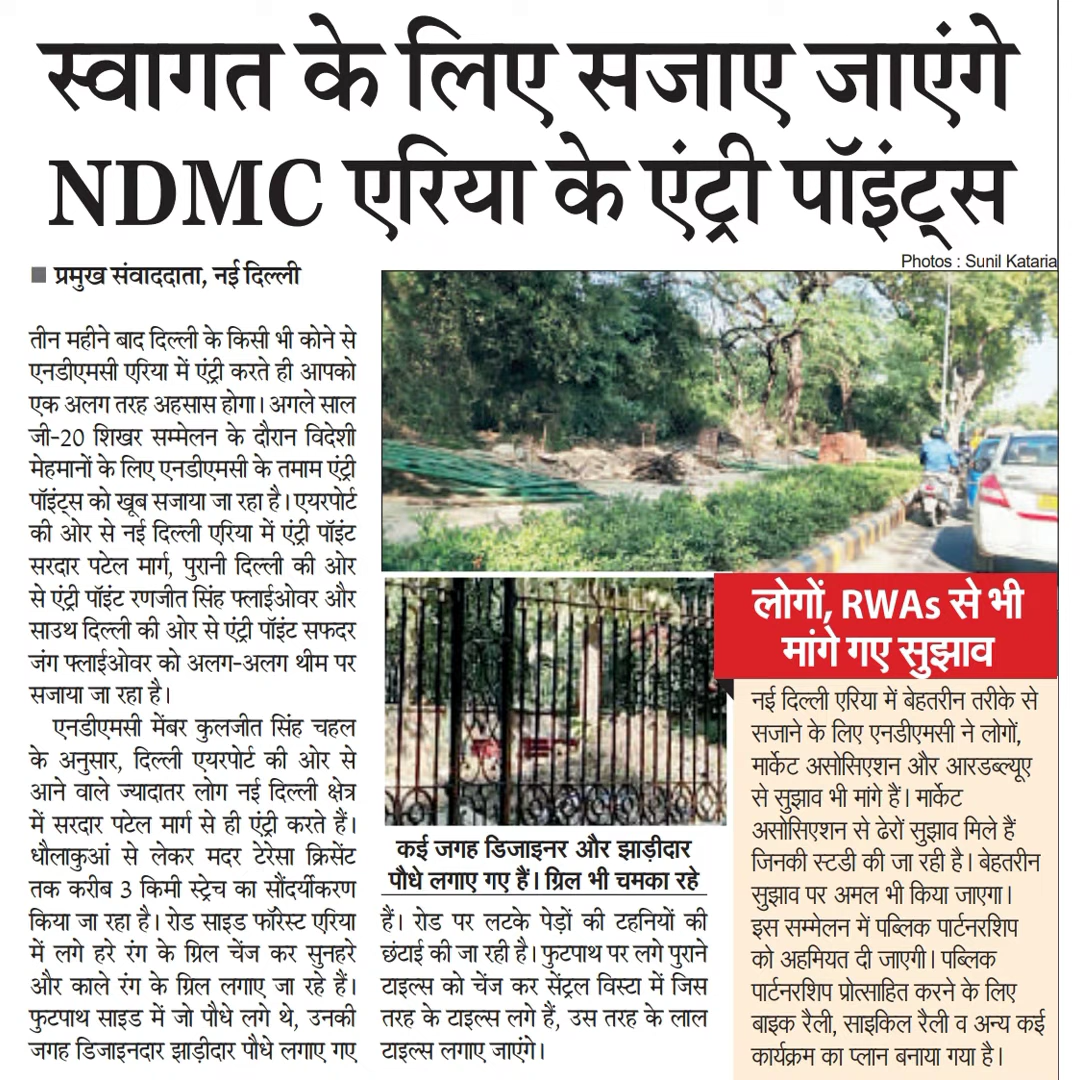 स्वागत के लिए सजाए जाएंगे
NDMC एरिया के एंट्री पॉइंट्स
Photos : Sunil Kataria
■ प्रमुख संवाददाता, नई दिल्ली
तीन महीने बाद दिल्ली के किसी भी कोने से
एनडीएमसी एरिया में एंट्री करते ही आपको
एक अलग तरह अहसास होगा। अगले साल
जी-20 शिखर सम्मेलन के दौरान विदेशी
मेहमानों के लिए एनडीएमसी के तमाम एंट्री
पॉइंट्स को खूब सजाया जा रहा है। एयरपोर्ट
की ओर से नई दिल्ली एरिया में एंट्री पॉइंट
सरदार पटेल मार्ग, पुरानी दिल्ली की ओर
से एंट्री पॉइंट रणजीत सिंह फ्लाईओवर और
साउथ दिल्ली की ओर से एंट्री पॉइंट सफदर
जंग फ्लाईओवर को अलग-अलग थीम पर
सजाया जा रहा है।
एनडीएमसी मेंबर कुलजीत सिंह चहल
के अनुसार, दिल्ली एयरपोर्ट की ओर से
आने वाले ज्यादातर लोग नई दिल्ली क्षेत्र
में सरदार पटेल मार्ग से ही एंट्री करते हैं।
धौलाकुआं से लेकर मदर टेरेसा क्रिसेंट
तक करीब 3 किमी स्ट्रेच का सौंदर्यीकरण
किया जा रहा है। रोड साइड फॉरेस्ट एरिया
में लगे हरे रंग के ग्रिल चेंज कर सुनहरे
और काले रंग के ग्रिल लगाए जा रहे हैं।
फुटपाथ साइड में जो पौधे लगे थे, उनकी
जगह डिजाइनदार झाड़ीदार पौधे लगाए गए
कई जगह डिजाइनर और झाड़ीदार
पौधे लगाए गए हैं। ग्रिल भी चमका रहे
हैं। रोड पर लटके पेड़ों की टहनियों की
छंटाई की जा रही है। फुटपाथ पर लगे पुराने
टाइल्स को चेंज कर सेंट्रल विस्टा में जिस
तरह के टाइल्स लगे हैं, उस तरह के लाल
टाइल्स लगाए जाएंगे।
लोगों, RWAs से भी
मांगे गए सुझाव
नई दिल्ली एरिया में बेहतरीन तरीके से
सजाने के लिए एनडीएमसी ने लोगों,
मार्केट असोसिएशन और आरडब्ल्यूए
से सुझाव भी मांगे हैं। मार्केट
असोसिएशन से ढेरों सुझाव मिले हैं
जिनकी स्टडी की जा रही है। बेहतरीन
सुझाव पर अमल भी किया जाएगा।
इस सम्मेलन में पब्लिक पार्टनरशिप
को अहमियत दी जाएगी। पब्लिक
पार्टनरशिप प्रोत्साहित करने के लिए
बाइक रैली, साइकिल रैली व अन्य कई
कार्यक्रम का प्लान बनाया गया है।